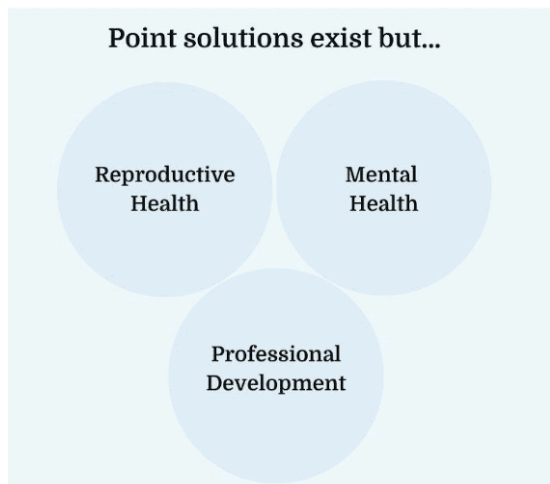 Point solutions exist but...
Reproductive
Health
Mental
Health
Professional
Development